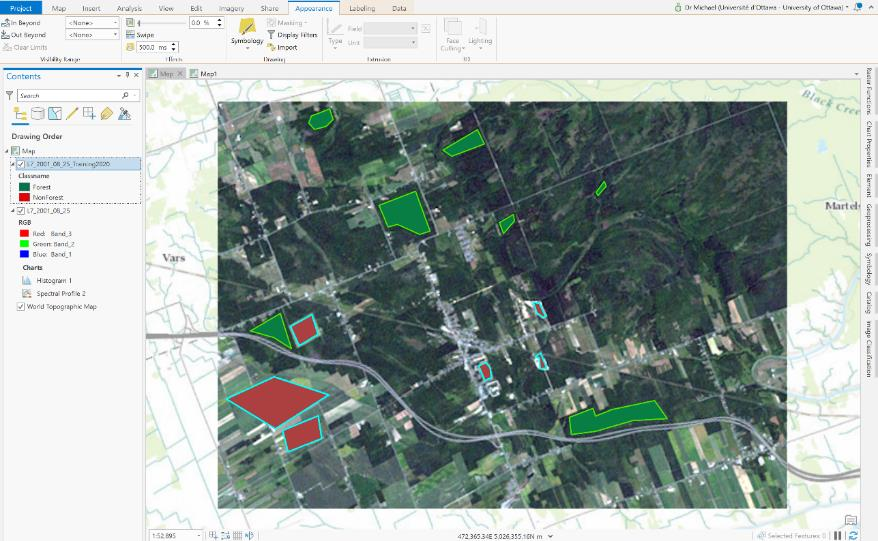 Project Map Insert Analysis View Edit Imagery Share Appearance Labeling Data
Dr Michael (Université d'Ottawa - University of Ottawa)
In Beyond <None> 0.0 % Masking Field
Out Beyond <None> Swipe Symbology Display Filters Type Unit Face Culling Lighting
Clear Limits 500.0 ms Import
Visibility Range Effects Drawing Extrusion 3D
Contents
Search
Drawing Order
Map
L7_2001_08_25_Training2020
Classname
Forest
NonForest
L7_2001_08_25
RGB
Red: Band_3
Green: Band_2
Blue: Band_1
Charts
Histogram 1
Spectral Profile 2
World Topographic Map
Map Map1
Black Cree
Martels
Vars
Raster Functions
Chart Properties
Element
Geoprocessing
Symbology
Catalog
Image Classification
1:52,895
472,365.34E 5,026,355.16N m
Selected Features: 0